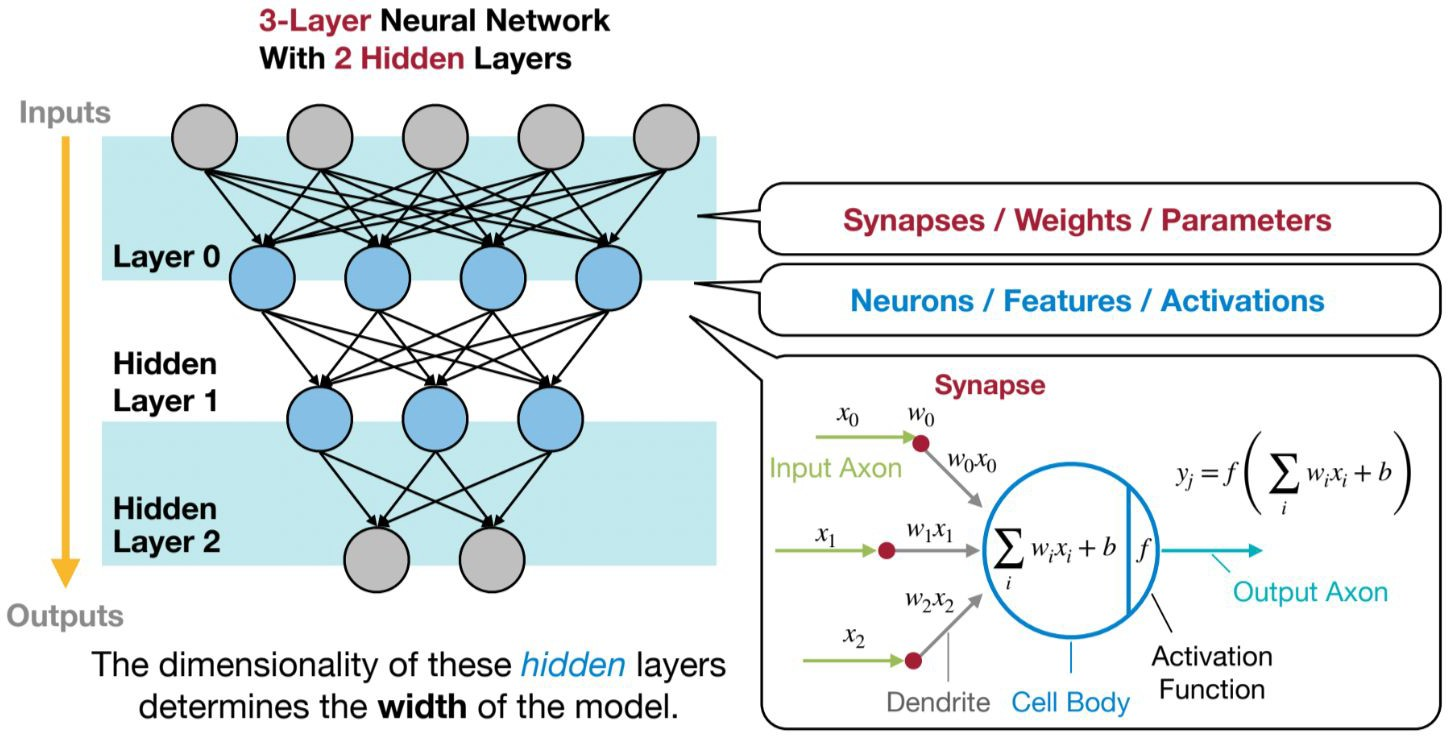 3-Layer Neural Network
With 2 Hidden Layers
Inputs
Layer 0
Hidden
Layer 1
Hidden
Layer 2
Outputs
The dimensionality of these hidden layers
determines the width of the model.
Synapses / Weights / Parameters
Neurons / Features / Activations
Synapse
x₀ w₀
w₀x₀
Input Axon
yⱼ = f( ∑ᵢ wᵢxᵢ + b )
x₁ w₁x₁
∑ᵢ wᵢxᵢ + b f
w₂x₂
x₂
Output Axon
Activation
Function
Dendrite Cell Body